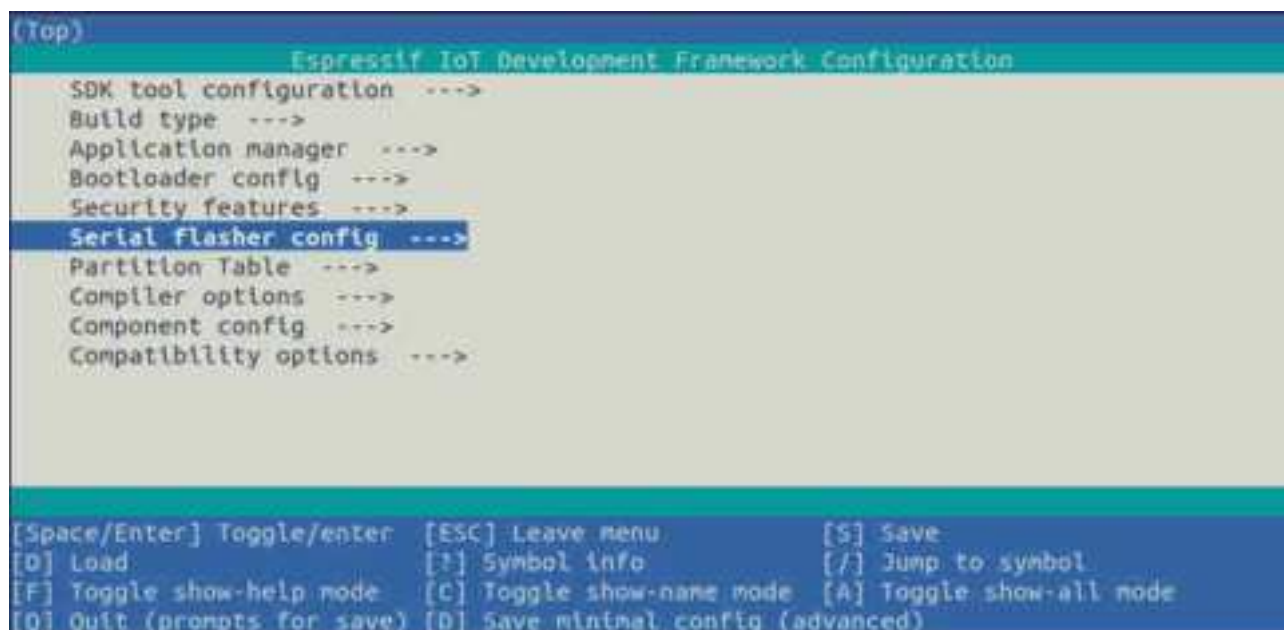 (Top)
Espressif IoT Development Framework Configuration
SDK tool configuration --->
Build type --->
Application manager --->
Bootloader config --->
Security features --->
Serial flasher config --->
Partition Table --->
Compiler options --->
Component config --->
Compatibility options --->
[Space/Enter] Toggle/enter [ESC] Leave menu [S] Save
[O] Load [?] Symbol info [/] Jump to symbol
[F] Toggle show-help mode [C] Toggle show-name mode [A] Toggle show-all mode
[Q] Quit (prompts for save) [D] Save minimal config (advanced)